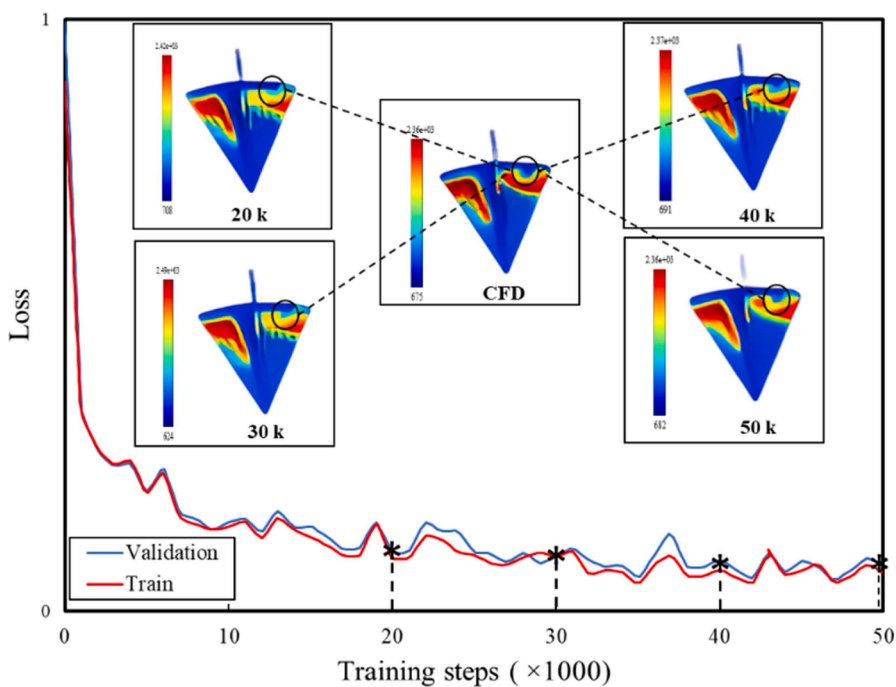 1
2.42e+03
708
20 k
2.36e+03
675
CFD
2.37e+03
691
40 k
2.49e+03
624
30 k
2.36e+03
682
50 k
Loss
Validation
Train
0
0
10
20
30
40
50
Training steps ( ×1000)